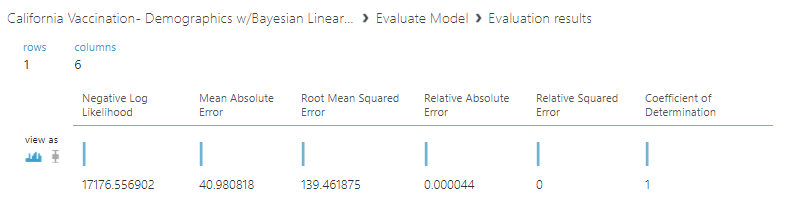 California Vaccination- Demographics w/Bayesian Linear... > Evaluate Model > Evaluation results
rows columns
1 6
Negative Log Likelihood Mean Absolute Error Root Mean Squared Error Relative Absolute Error Relative Squared Error Coefficient of Determination
view as
17176.556902 40.980818 139.461875 0.000044 0 1